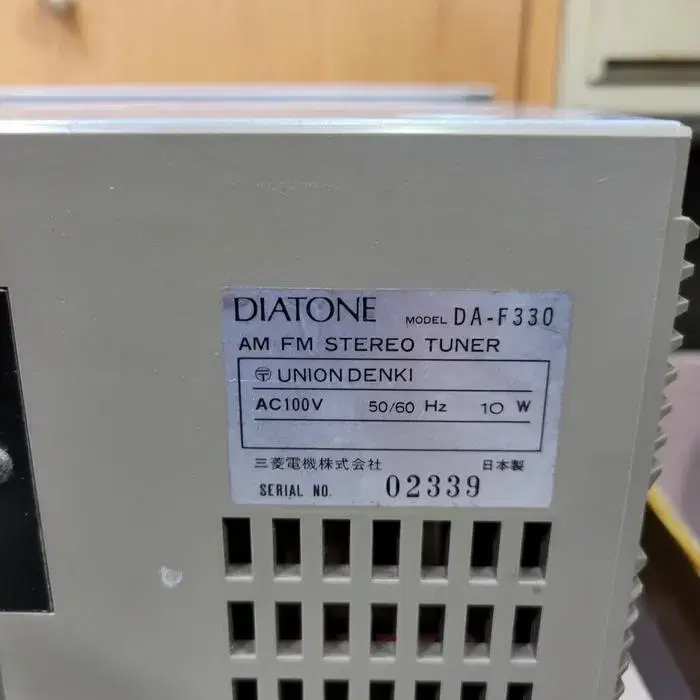 DIATONE MODEL DA-F330
AM FM STEREO TUNER
〶 UNION DENKI
AC100V 50/60 Hz 10 W
三菱電機株式会社 日本製
SERIAL NO. 02339